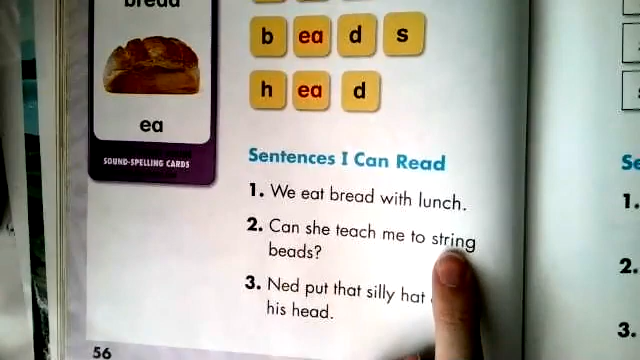 bread
ea
SOUND-SPELLING CARDS
b ea d s
h ea d
Sentences I Can Read
1. We eat bread with lunch.
2. Can she teach me to string
beads?
3. Ned put that silly hat
his head.
56
Se
1.
2.
3.